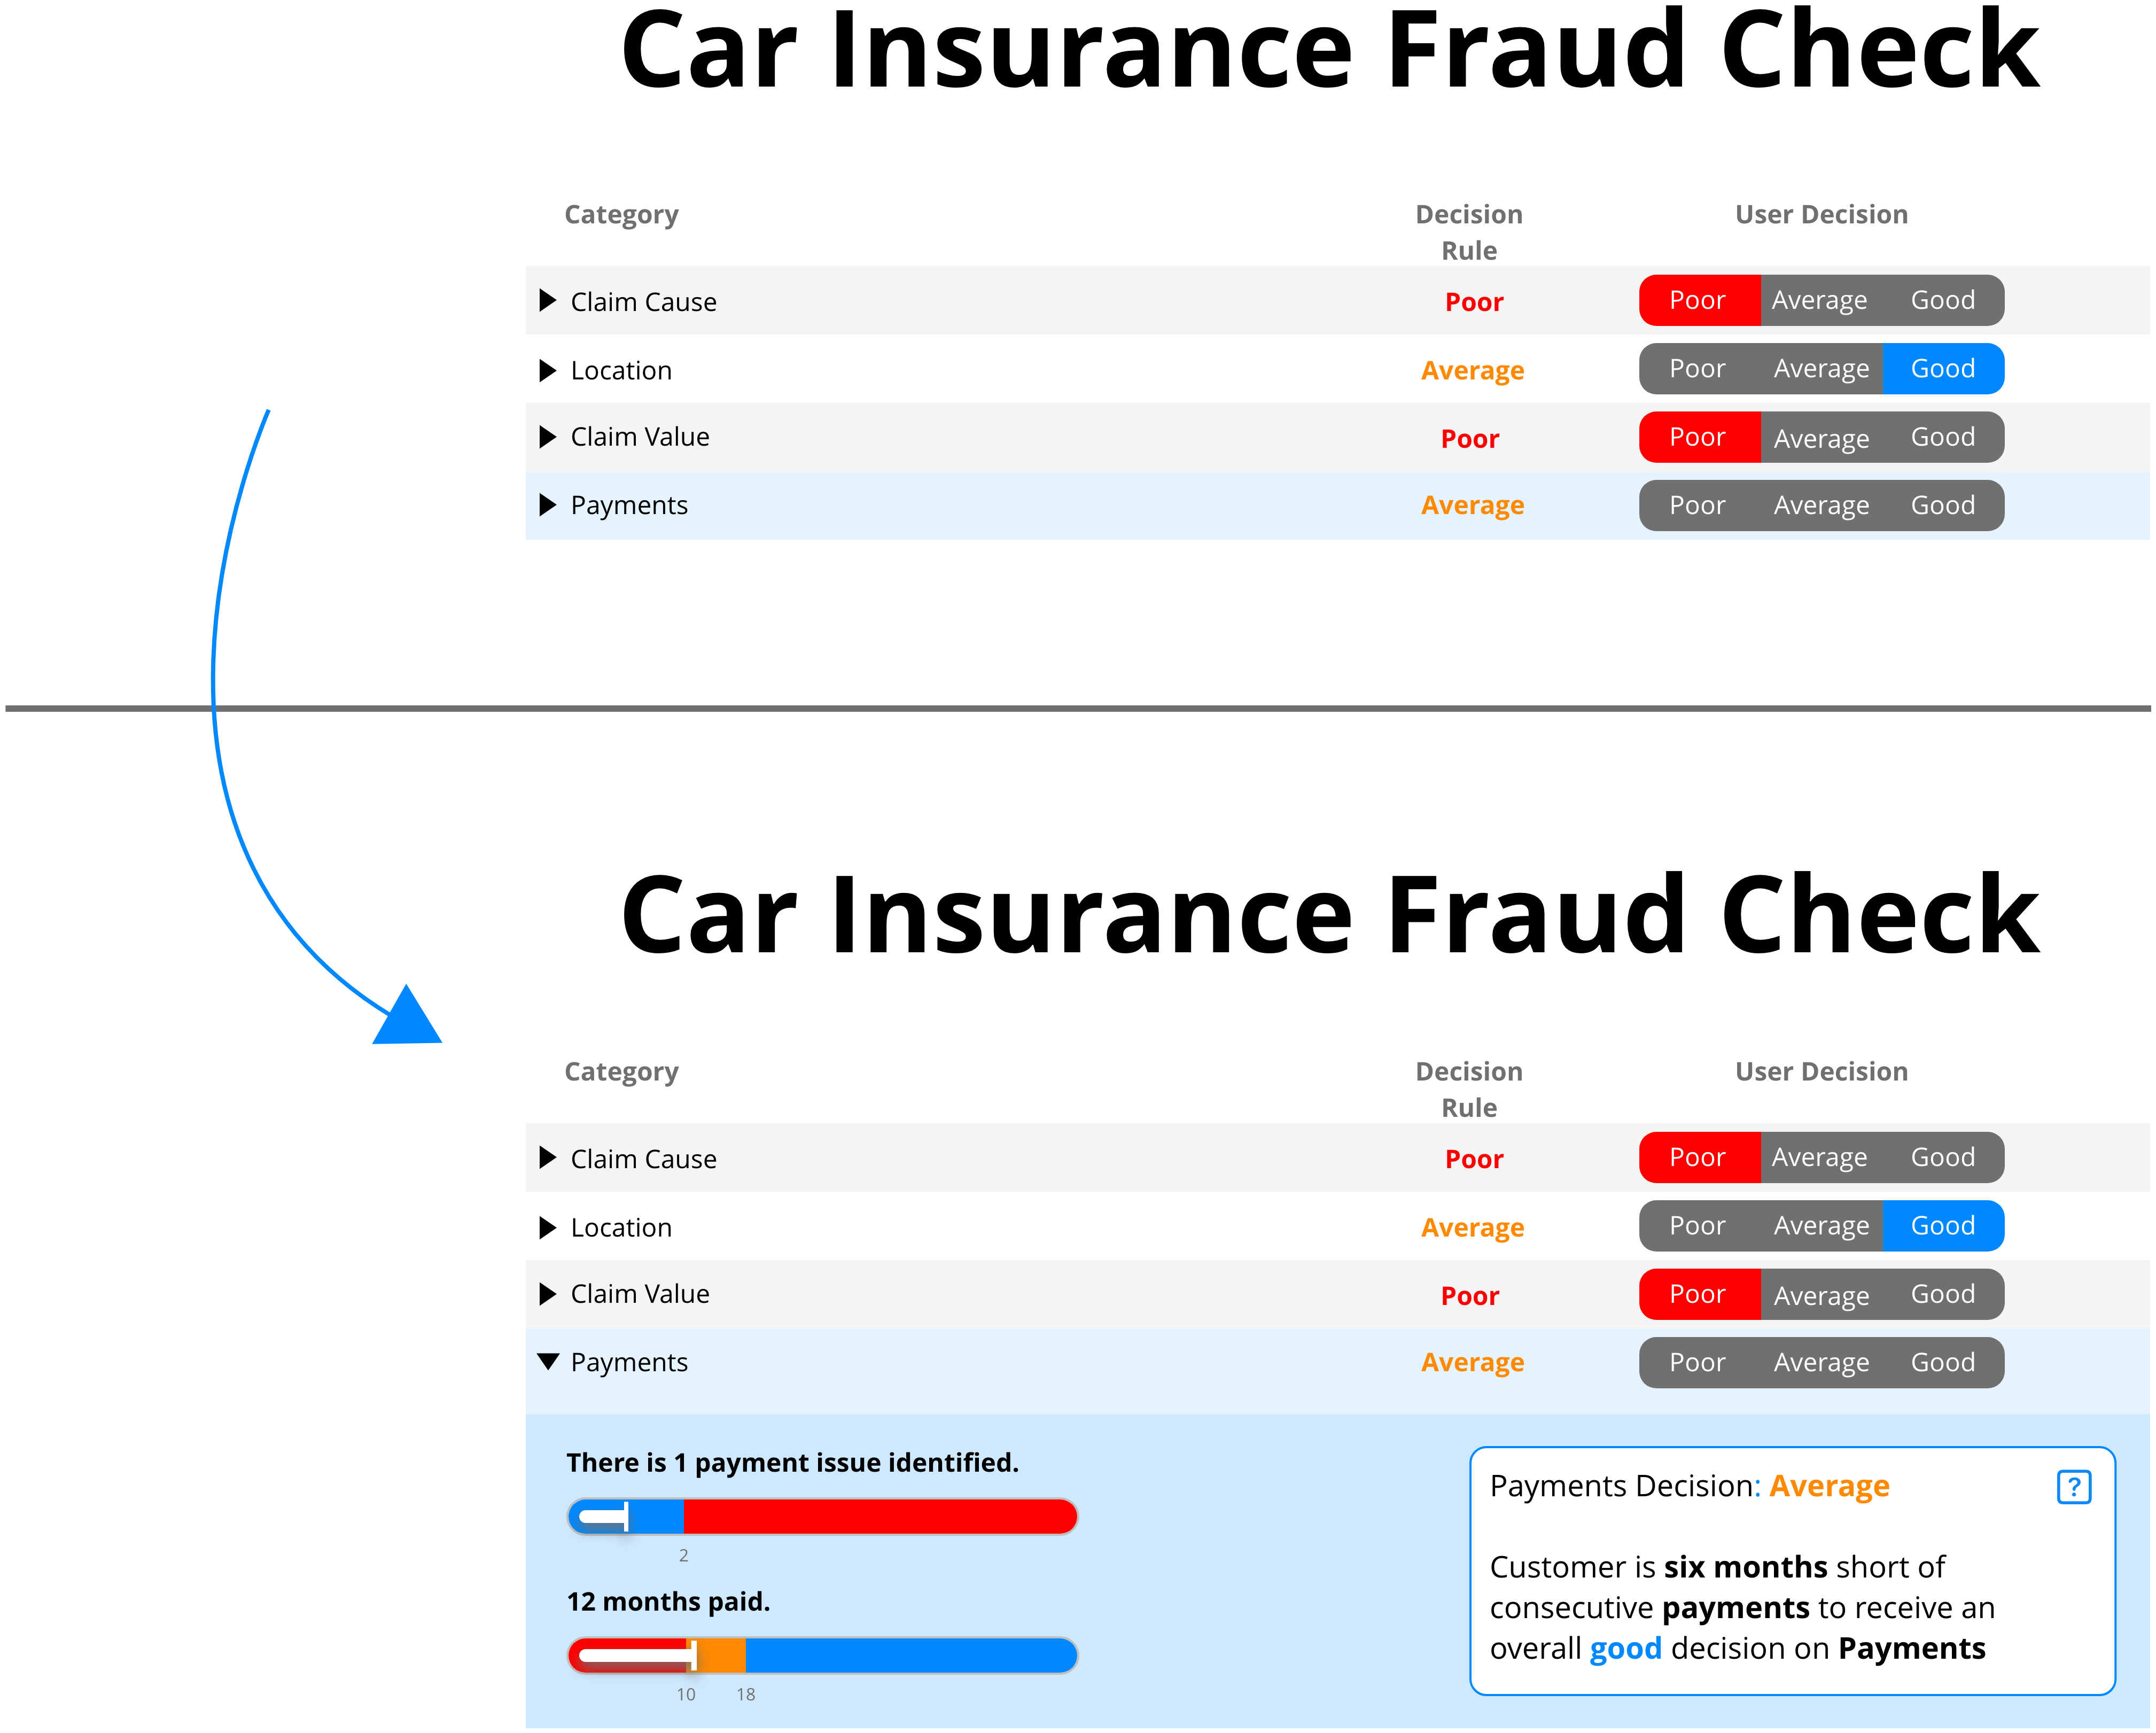 Car Insurance Fraud Check
Category Decision User Decision
Rule
Claim Cause Poor Poor Average Good
Location Average Poor Average Good
Claim Value Poor Poor Average Good
Payments Average Poor Average Good
Car Insurance Fraud Check
Category Decision User Decision
Rule
Claim Cause Poor Poor Average Good
Location Average Poor Average Good
Claim Value Poor Poor Average Good
Payments Average Poor Average Good
There is 1 payment issue identified.
2
12 months paid.
10 18
Payments Decision: Average ?
Customer is six months short of
consecutive payments to receive an
overall good decision on Payments